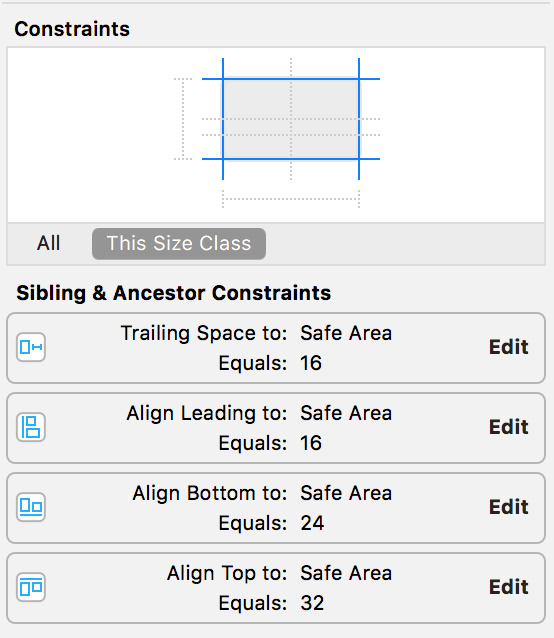 Constraints
All This Size Class
Sibling & Ancestor Constraints
Trailing Space to: Safe Area
Equals: 16
Edit
Align Leading to: Safe Area
Equals: 16
Edit
Align Bottom to: Safe Area
Equals: 24
Edit
Align Top to: Safe Area
Equals: 32
Edit